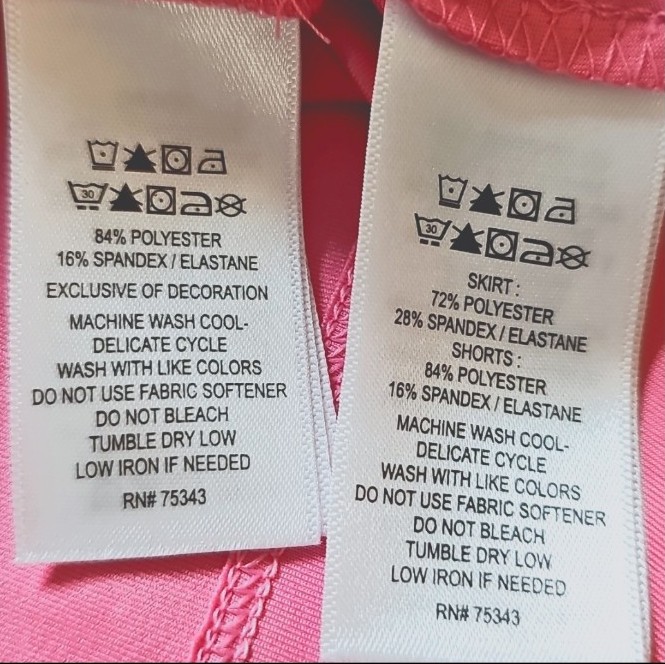 30
84% POLYESTER
16% SPANDEX / ELASTANE
EXCLUSIVE OF DECORATION
MACHINE WASH COOL-
DELICATE CYCLE
WASH WITH LIKE COLORS
DO NOT USE FABRIC SOFTENER
DO NOT BLEACH
TUMBLE DRY LOW
LOW IRON IF NEEDED
RN# 75343
30
SKIRT :
72% POLYESTER
28% SPANDEX / ELASTANE
SHORTS :
84% POLYESTER
16% SPANDEX / ELASTANE
MACHINE WASH COOL-
DELICATE CYCLE
WASH WITH LIKE COLORS
DO NOT USE FABRIC SOFTENER
DO NOT BLEACH
TUMBLE DRY LOW
LOW IRON IF NEEDED
RN# 75343